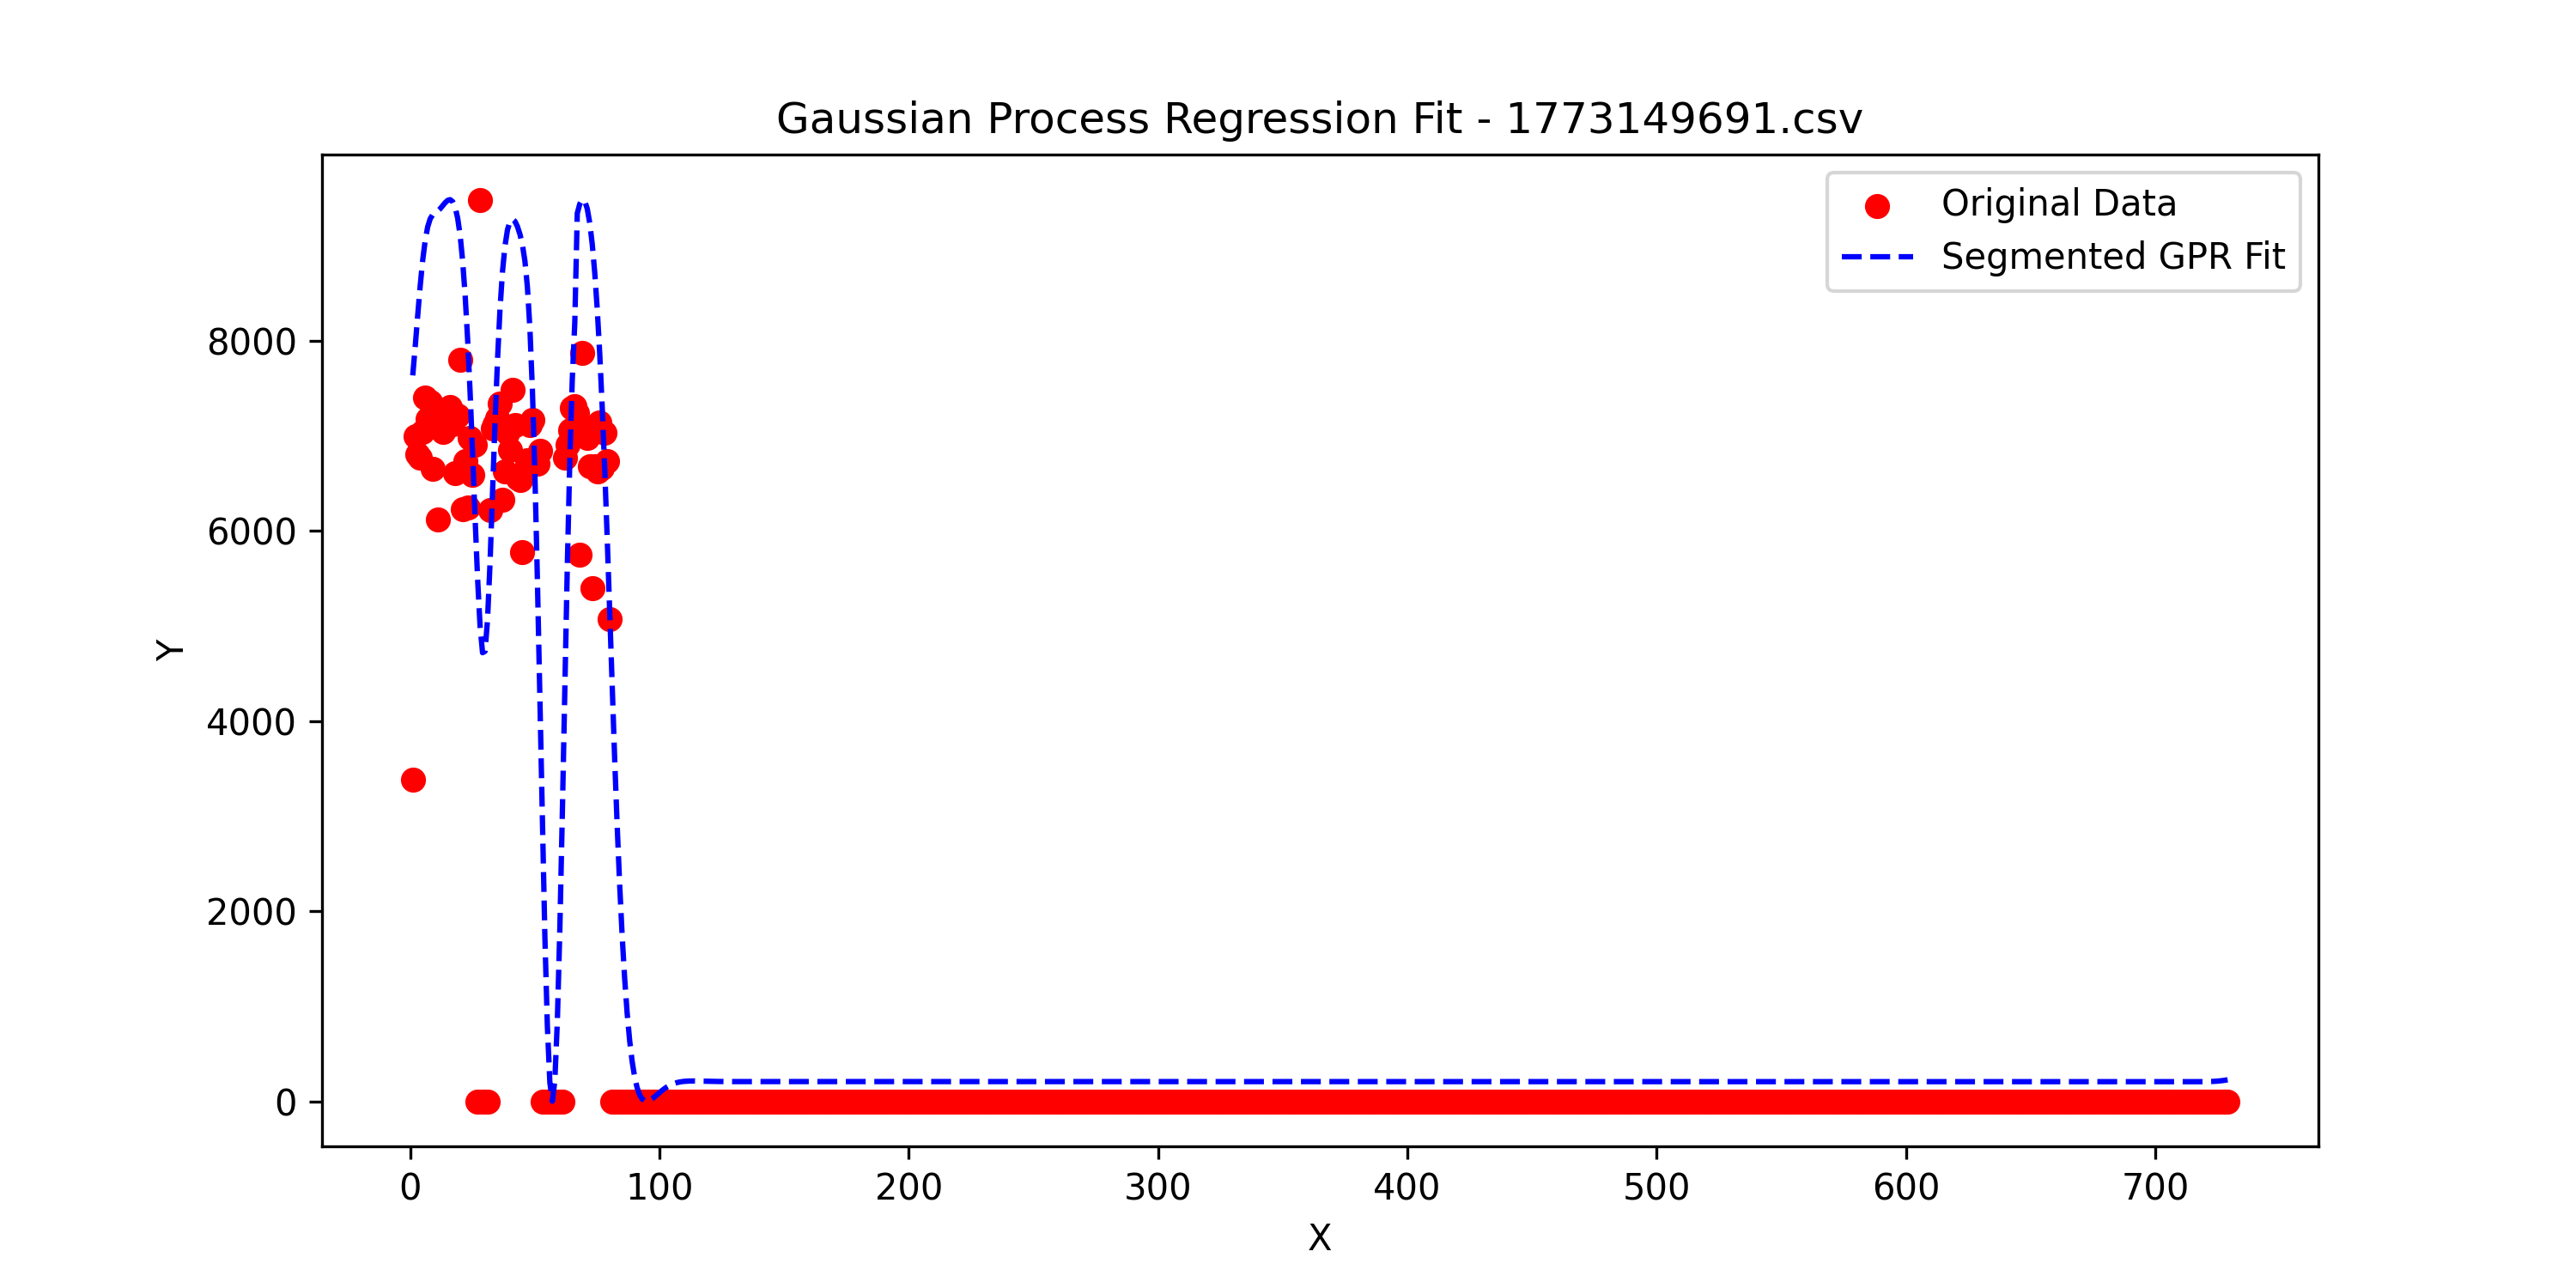 Gaussian Process Regression Fit - 1773149691.csv
Original Data
Segmented GPR Fit
8000
6000
4000
2000
0
Y
0 100 200 300 400 500 600 700
X